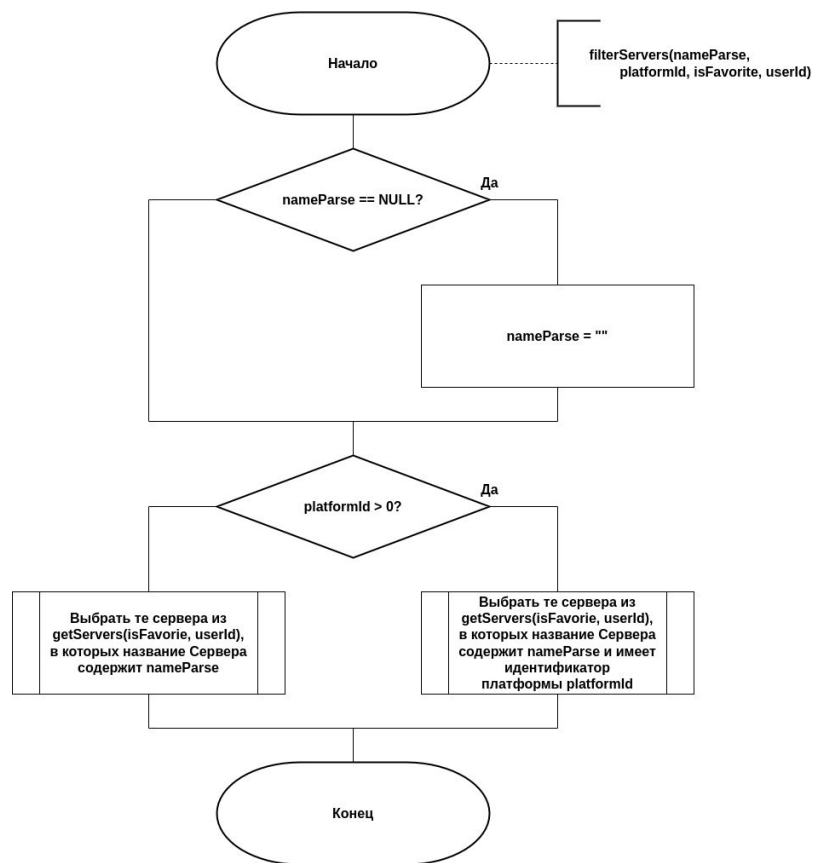 Начало
filterServers(nameParse,
platformId, isFavorite, userId)
Да
nameParse == NULL?
nameParse = ""
Да
platformId > 0?
Выбрать те сервера из
getServers(isFavorie, userId),
в которых название Сервера
содержит nameParse
Выбрать те сервера из
getServers(isFavorie, userId),
в которых название Сервера
содержит nameParse и имеет
идентификатор
платформы platformId
Конец